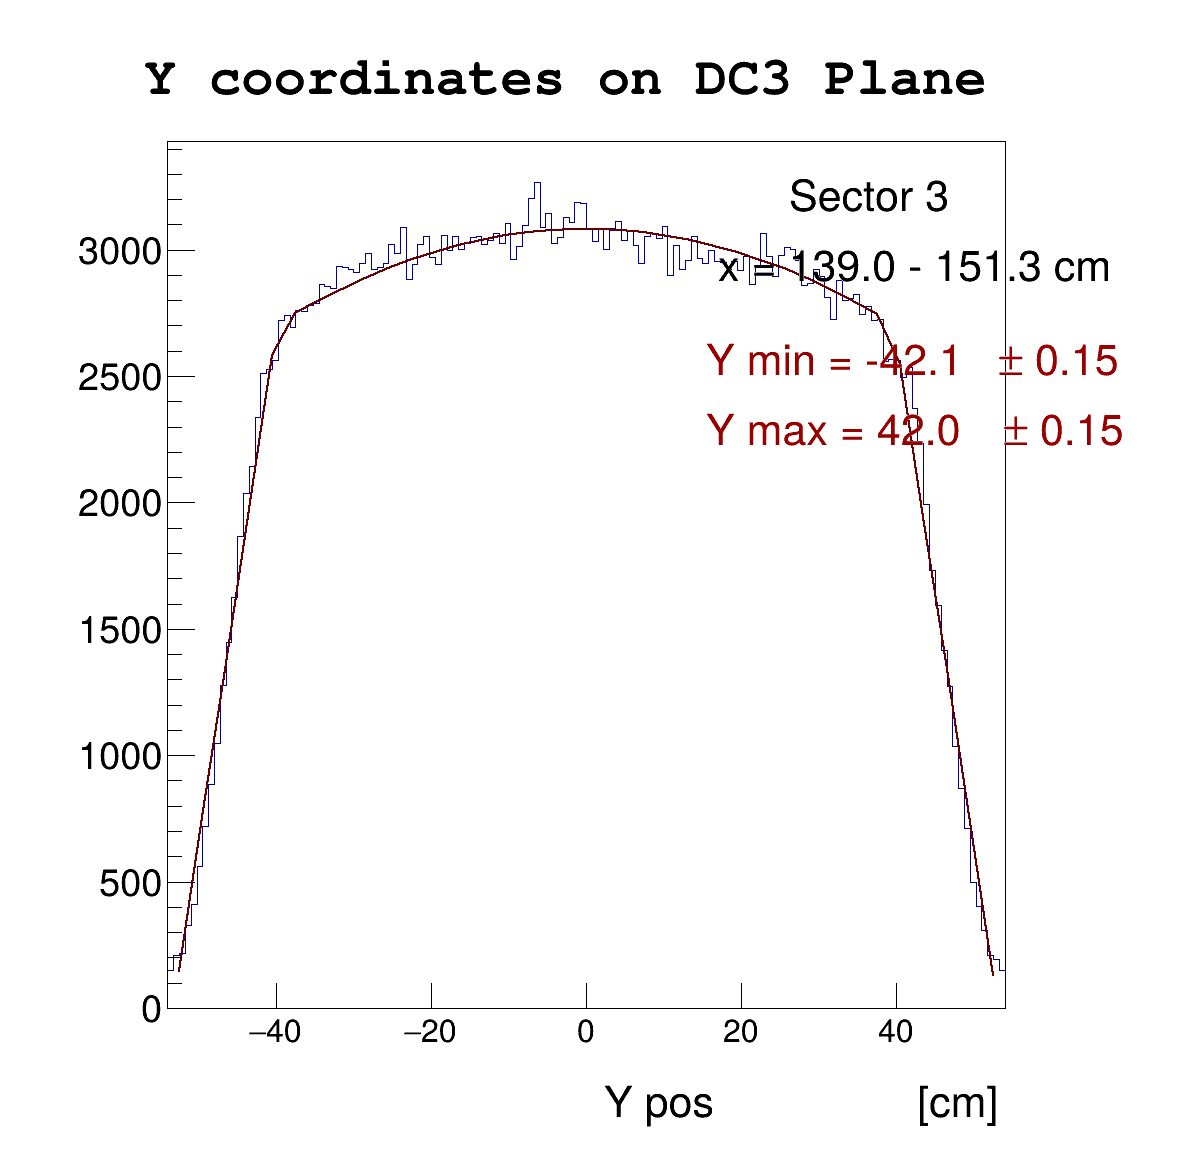 Y coordinates on DC3 Plane
Sector 3
x = 139.0 - 151.3 cm
Y min = -42.1 ± 0.15
Y max = 42.0 ± 0.15
3000
2500
2000
1500
1000
500
0
−40 −20 0 20 40
Y pos [cm]